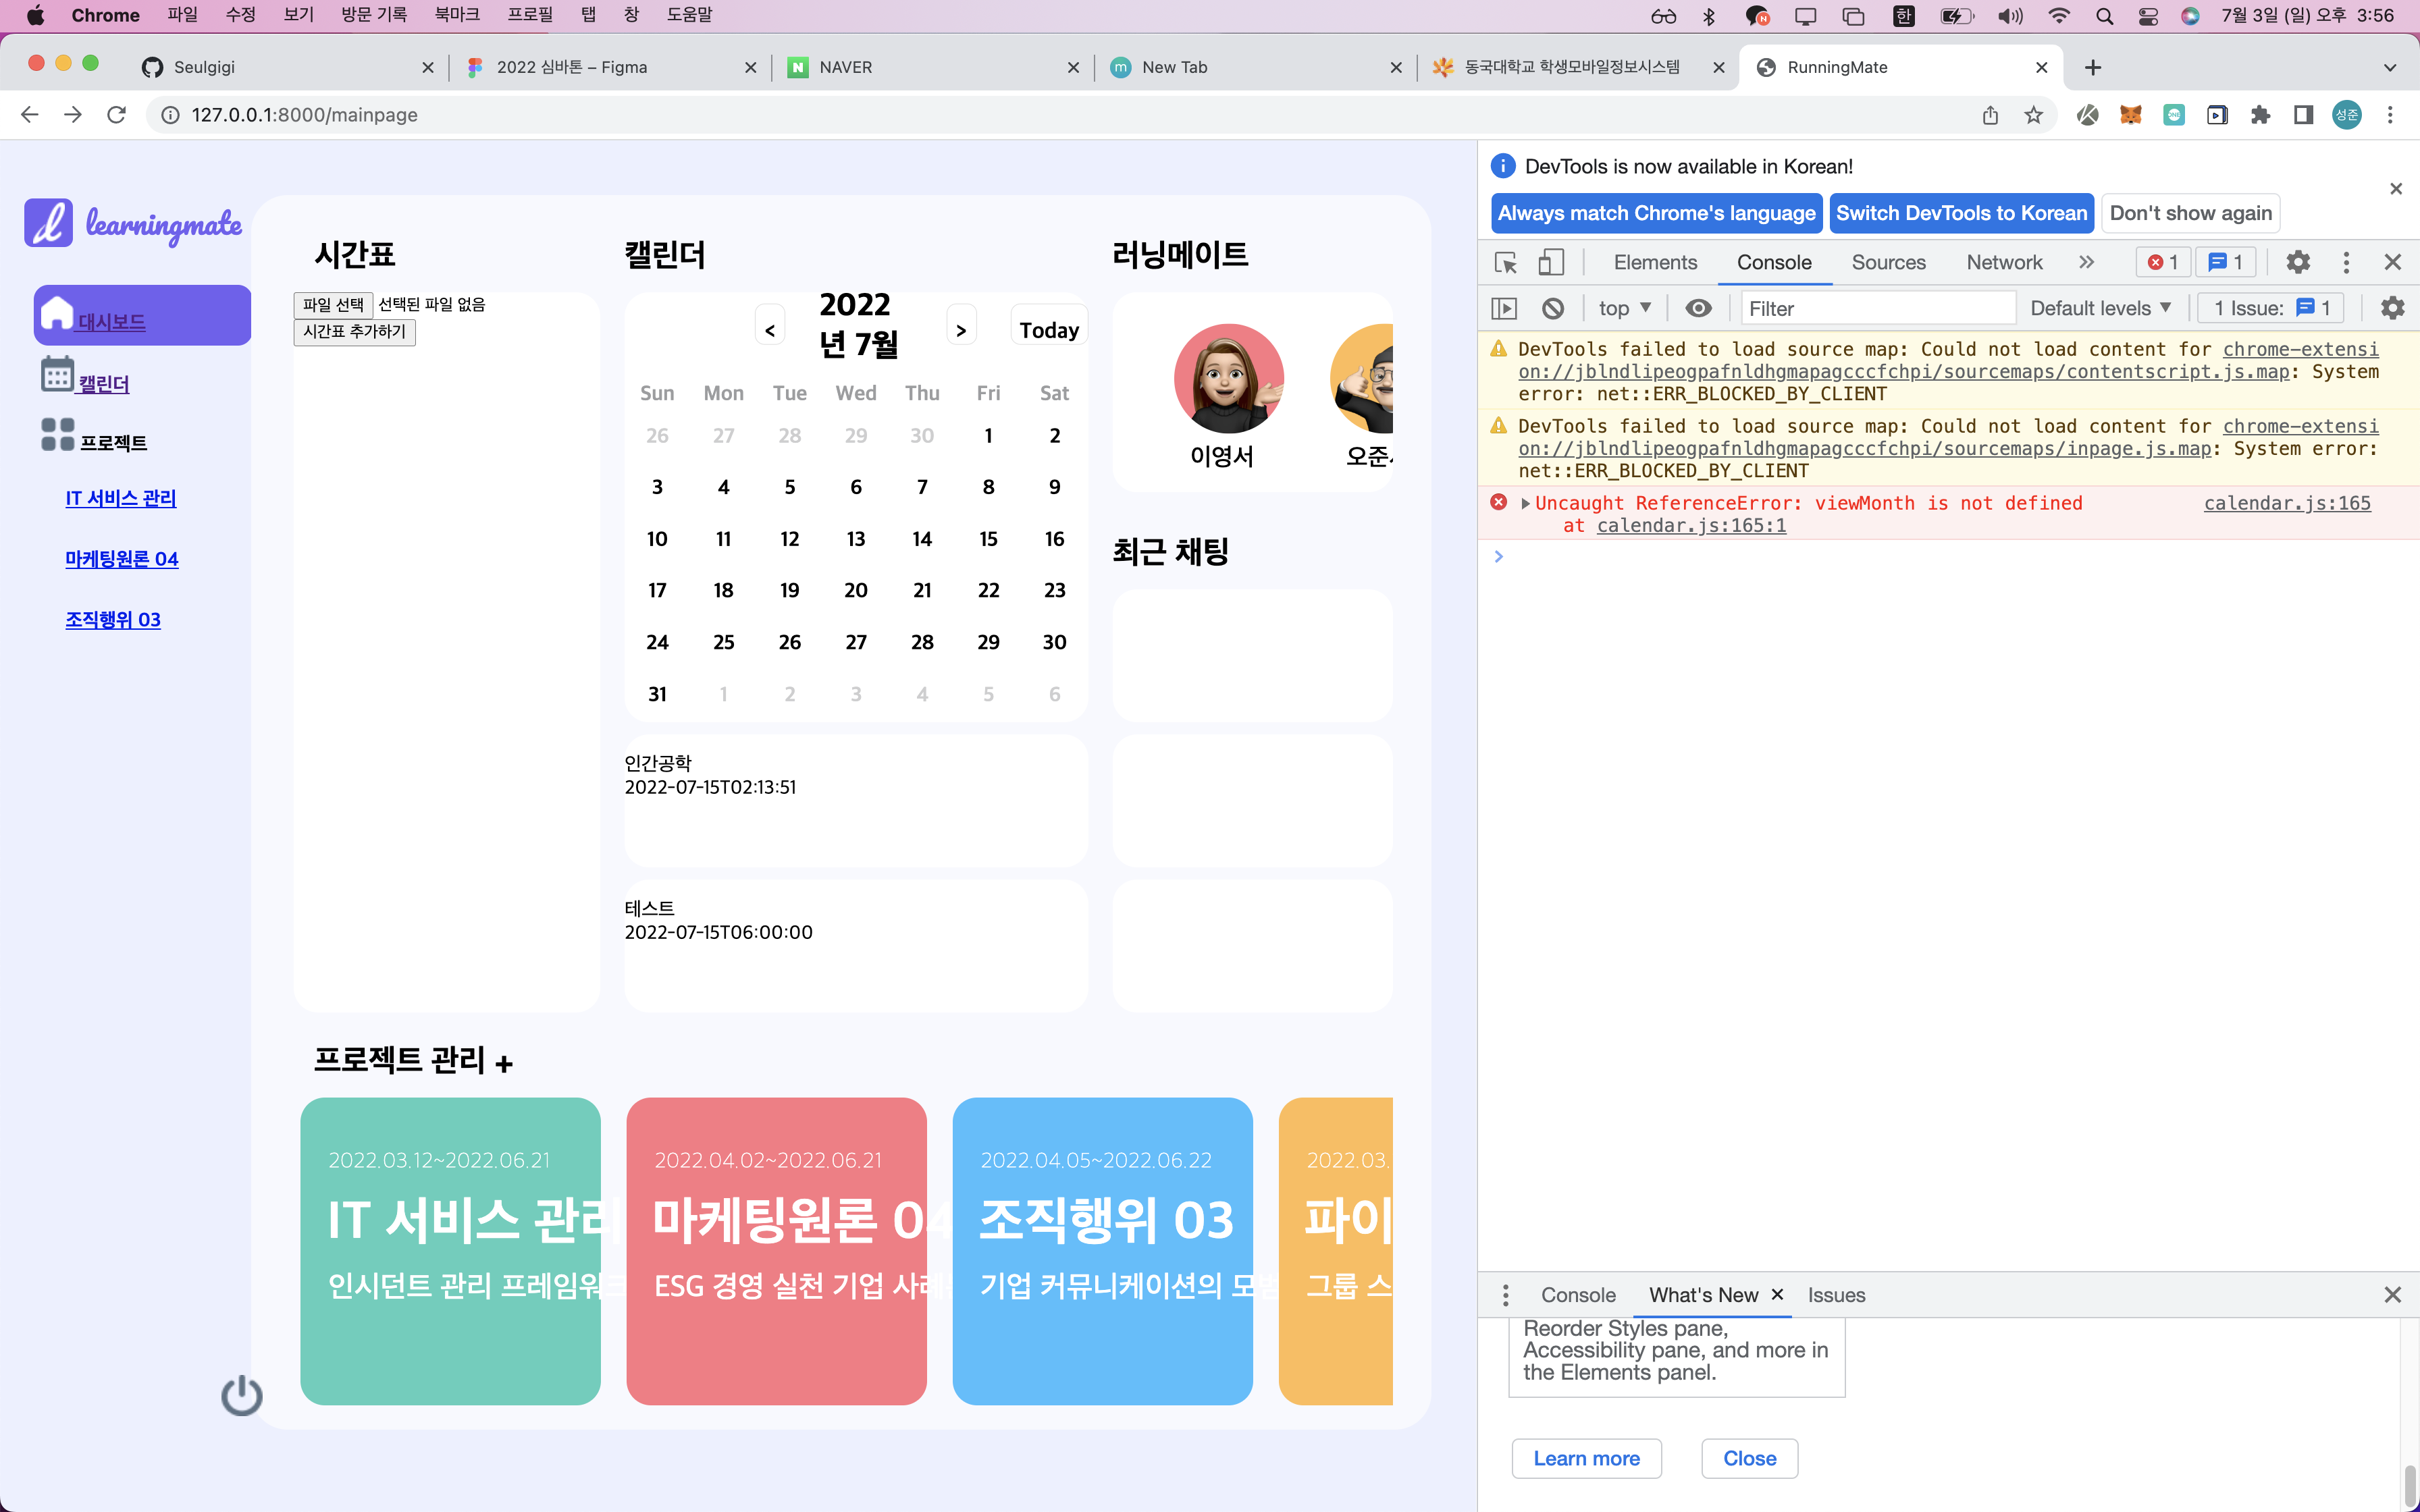 Chrome 파일 수정 보기 방문 기록 북마크 프로필 탭 창 도움말 한 7월 3일 (일) 오후 3:56
Seulgigi
2022 심바톤 – Figma
NAVER
New Tab
동국대학교 학생모바일정보시스템
RunningMate
127.0.0.1:8000/mainpage
성준
learningmate
대시보드
캘린더
프로젝트
IT 서비스 관리
마케팅원론 04
조직행위 03
시간표
파일 선택 선택된 파일 없음
시간표 추가하기
캘린더
<
2022
년 7월
>
Today
Sun Mon Tue Wed Thu Fri Sat
26 27 28 29 30 1 2
3 4 5 6 7 8 9
10 11 12 13 14 15 16
17 18 19 20 21 22 23
24 25 26 27 28 29 30
31 1 2 3 4 5 6
인간공학
2022-07-15T02:13:51
테스트
2022-07-15T06:00:00
러닝메이트
이영서
오준
최근 채팅
프로젝트 관리 +
2022.03.12~2022.06.21
IT 서비스 관리
인시던트 관리 프레임워크
2022.04.02~2022.06.21
마케팅원론 04
ESG 경영 실천 기업 사례
2022.04.05~2022.06.22
조직행위 03
기업 커뮤니케이션의 모범
2022.03.
파이
그룹 스
DevTools is now available in Korean!
Always match Chrome's language
Switch DevTools to Korean
Don't show again
Elements Console Sources Network » 1 1
top Filter Default levels 1 Issue: 1
DevTools failed to load source map: Could not load content for chrome-extensi
on://jblndlipeogpafnldhgmapagcccfchpi/sourcemaps/contentscript.js.map: System
error: net::ERR_BLOCKED_BY_CLIENT
DevTools failed to load source map: Could not load content for chrome-extensi
on://jblndlipeogpafnldhgmapagcccfchpi/sourcemaps/inpage.js.map: System error:
net::ERR_BLOCKED_BY_CLIENT
Uncaught ReferenceError: viewMonth is not defined calendar.js:165
at calendar.js:165:1
Console What's New Issues
Reorder Styles pane,
Accessibility pane, and more in
the Elements panel.
Learn more
Close